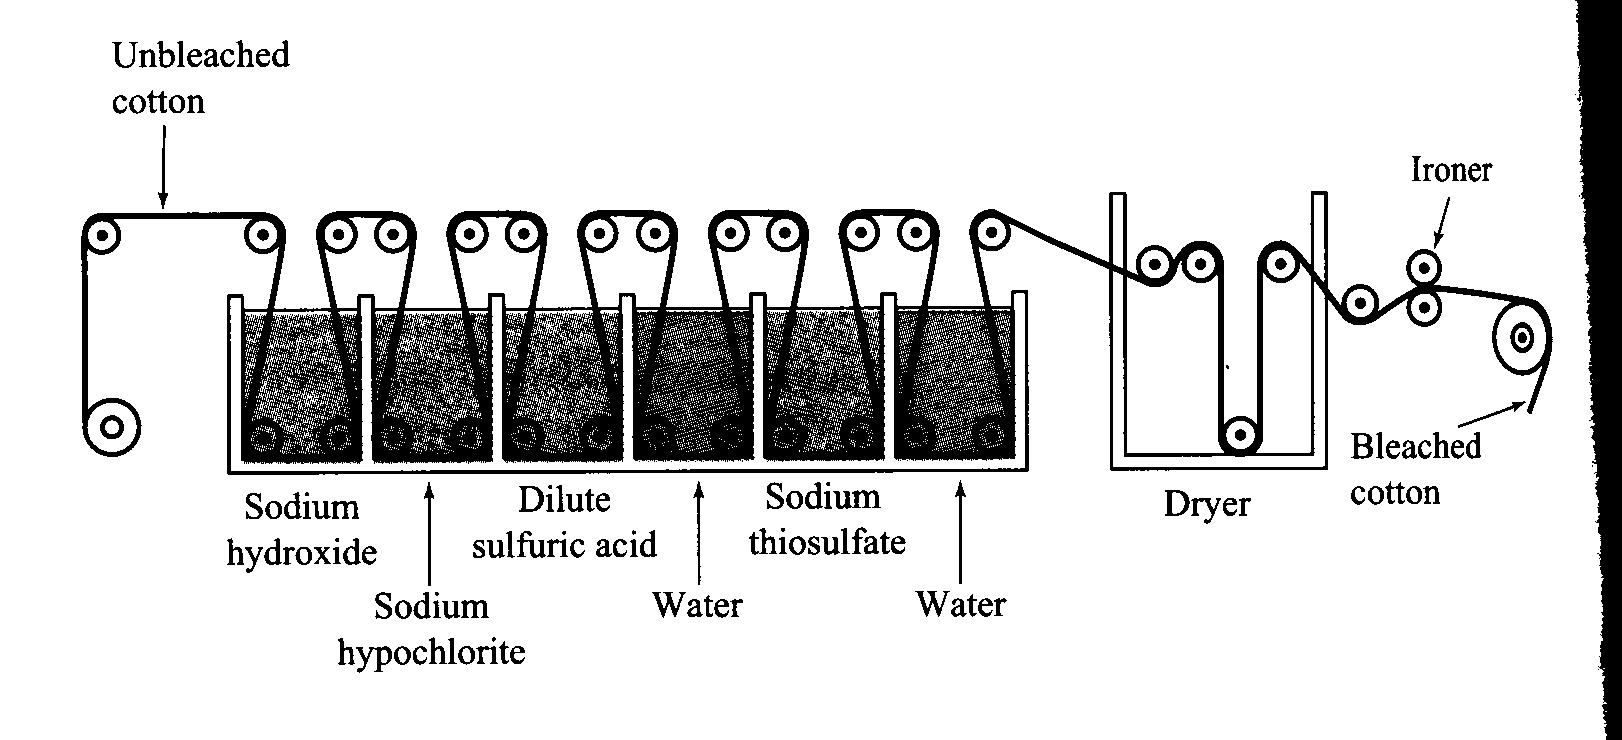 Unbleached
cotton
Ironer
Sodium
hydroxide
Sodium
hypochlorite
Dilute
sulfuric acid
Water
Sodium
thiosulfate
Water
Dryer
Bleached
cotton